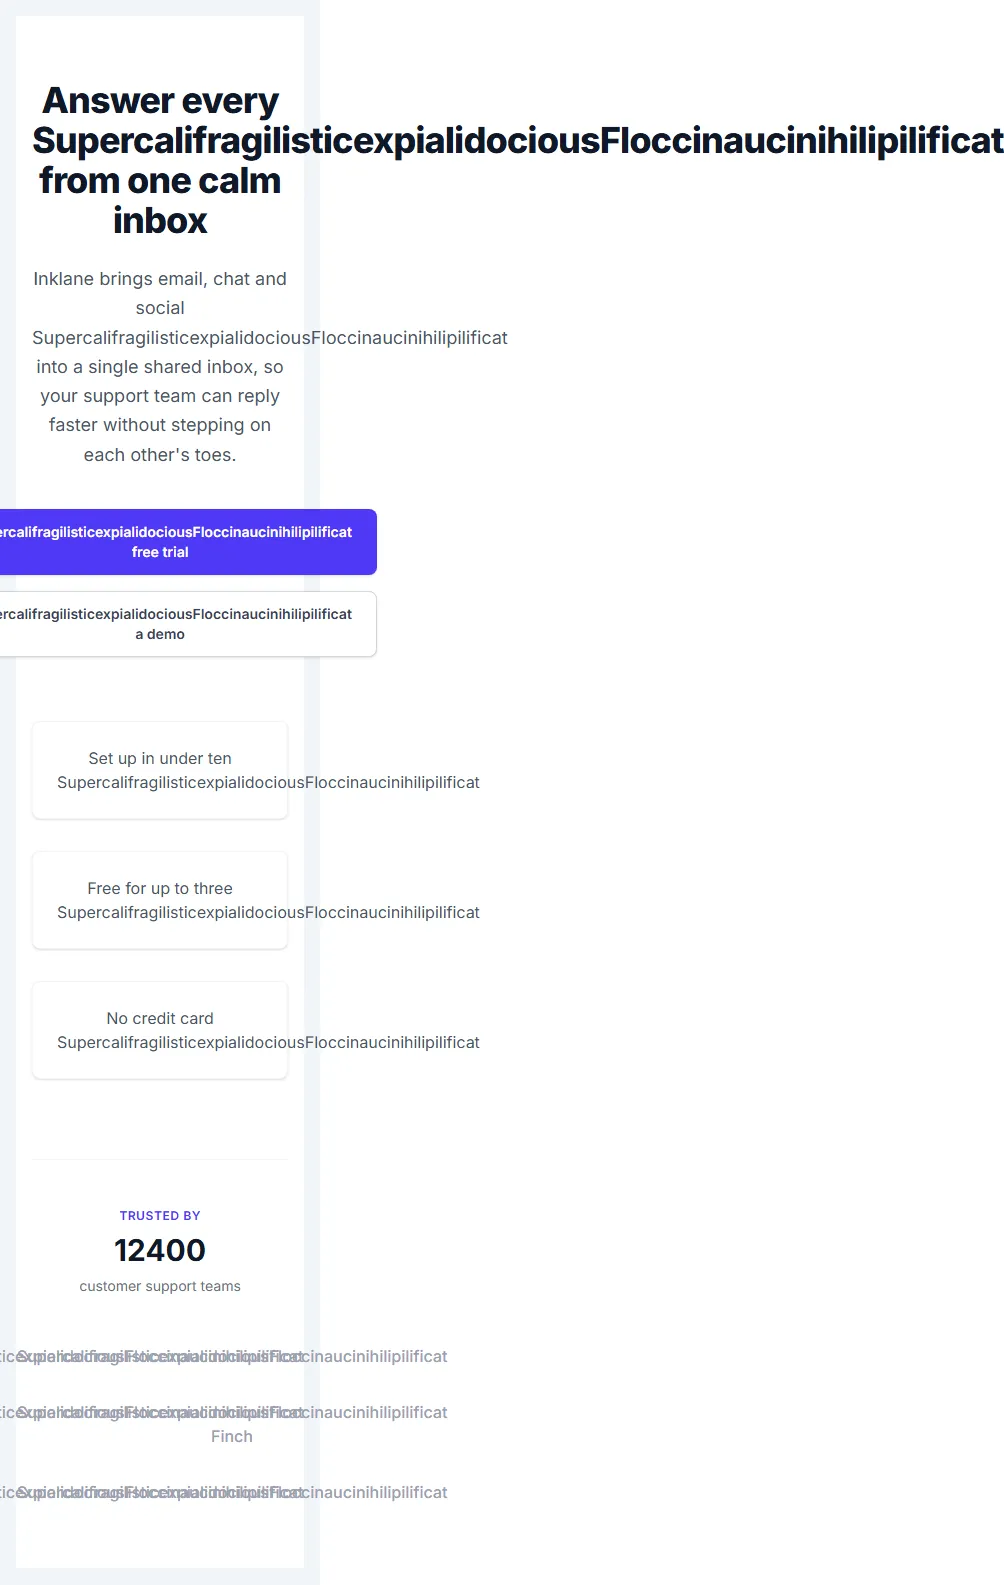 Answer every
SupercalifragilisticexpialidociousFloccinaucinihilipilificat
from one calm
inbox
Inklane brings email, chat and
social
SupercalifragilisticexpialidociousFloccinaucinihilipilificat
into a single shared inbox, so
your support team can reply
faster without stepping on
each other's toes.
ercalifragilisticexpialidociousFloccinaucinihilipilificat
free trial
ercalifragilisticexpialidociousFloccinaucinihilipilificat
a demo
Set up in under ten
SupercalifragilisticexpialidociousFloccinaucinihilipilificat
Free for up to three
SupercalifragilisticexpialidociousFloccinaucinihilipilificat
No credit card
SupercalifragilisticexpialidociousFloccinaucinihilipilificat
TRUSTED BY
12400
customer support teams
Finch